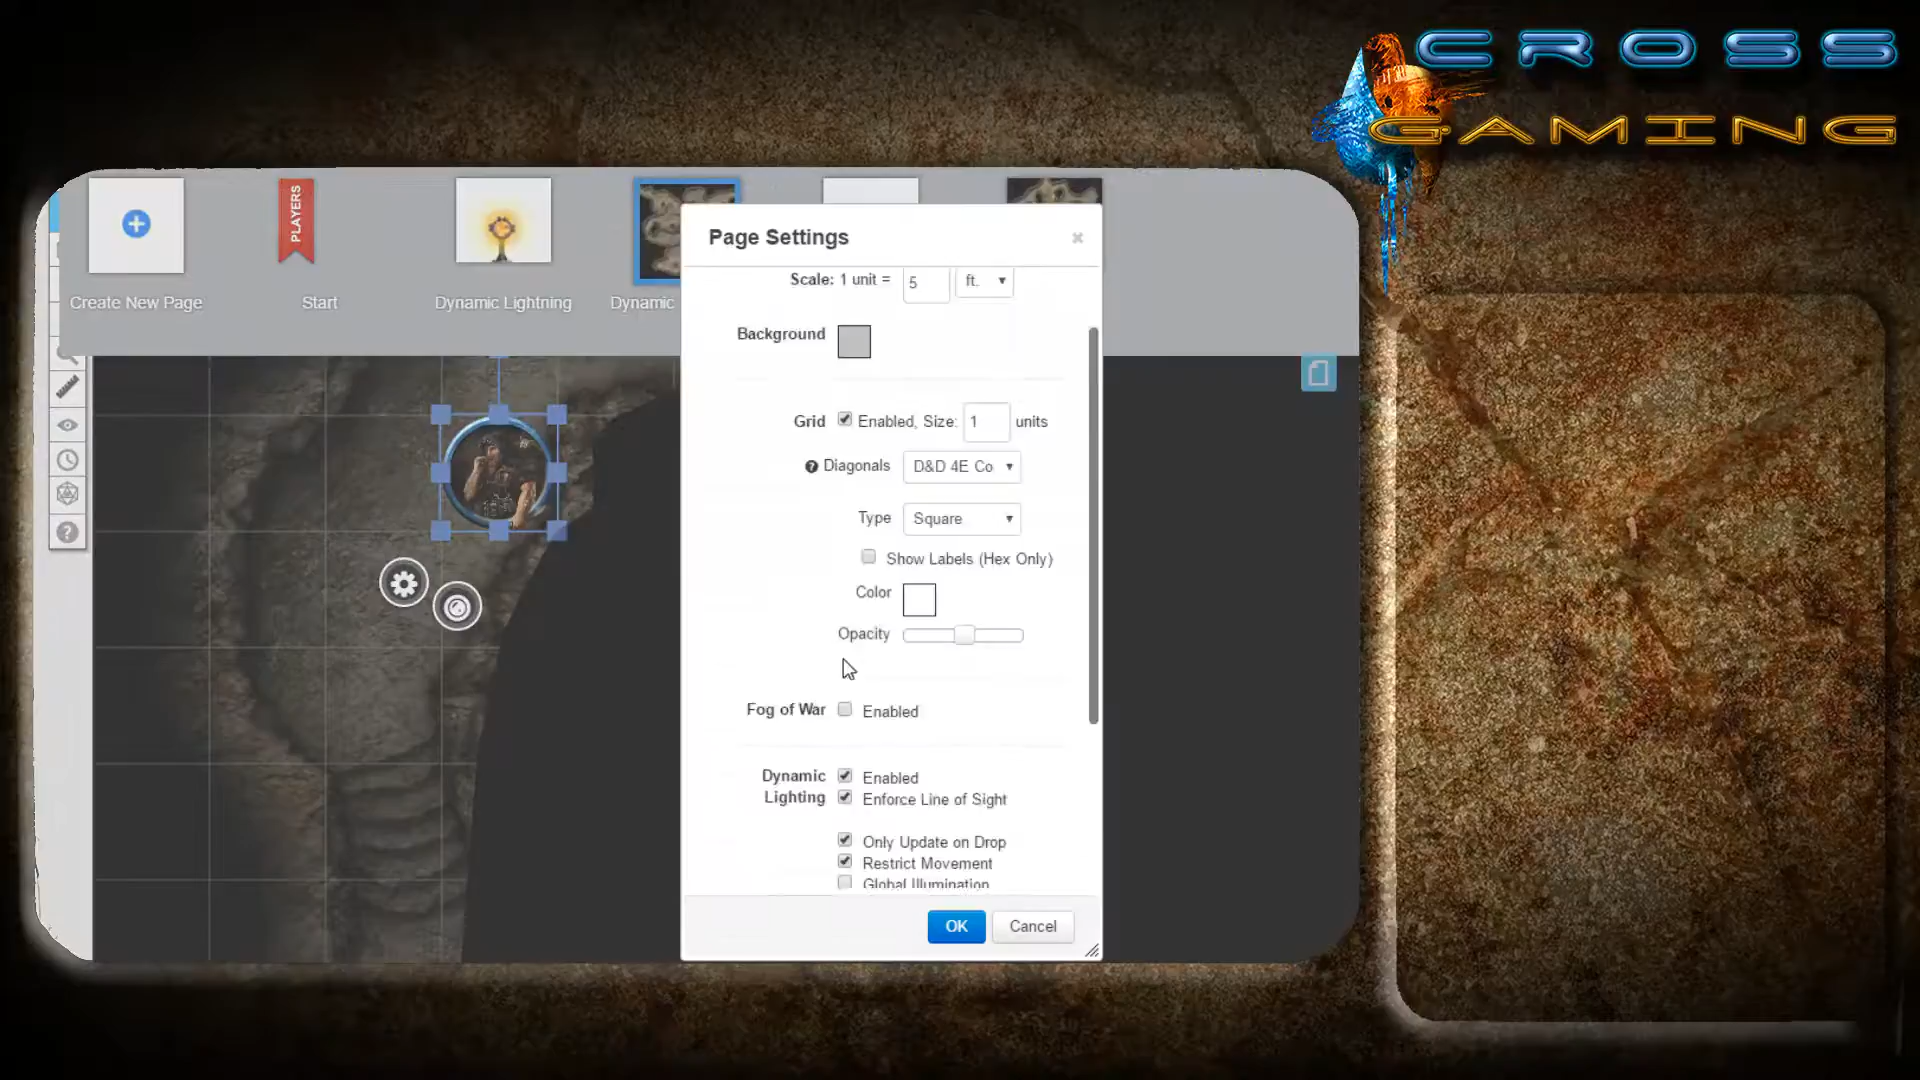 CROSS
GAMING
PLAYERS
Create New Page
Start
Dynamic Lightning
Dynamic
Page Settings
Scale: 1 unit = 5 ft.
Background
Grid Enabled, Size: 1 units
Diagonals D&D 4E Co
Type Square
Show Labels (Hex Only)
Color
Opacity
Fog of War Enabled
Dynamic Enabled
Lighting Enforce Line of Sight
Only Update on Drop
Restrict Movement
Global Illumination
OK Cancel